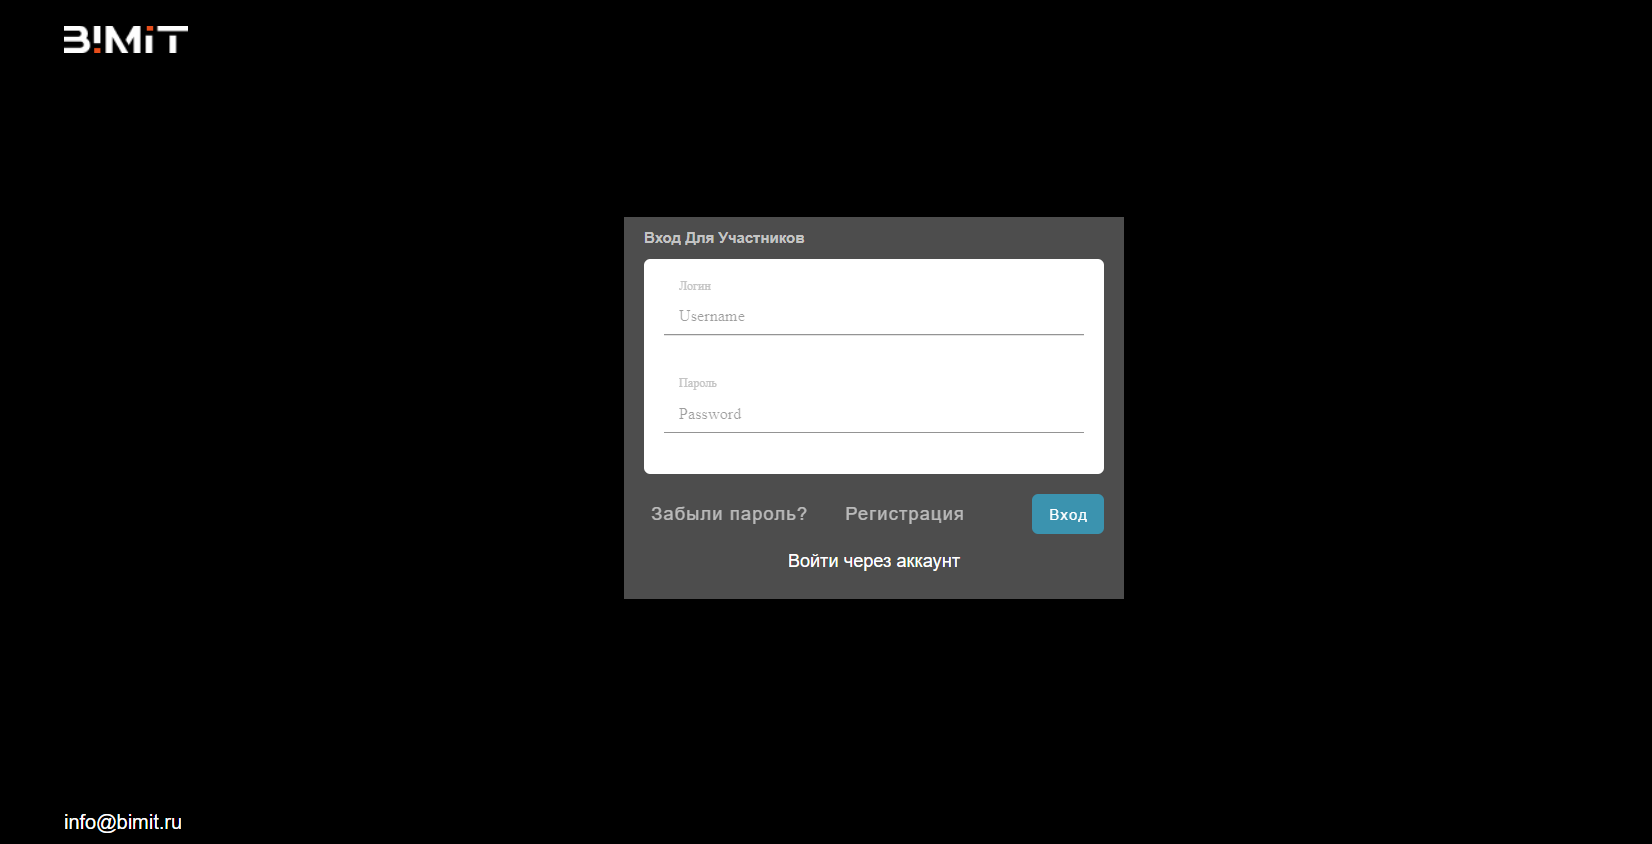 B!MiT
Вход Для Участников
Логин
Username
Пароль
Password
Забыли пароль? Регистрация Вход
Войти через аккаунт
info@bimit.ru